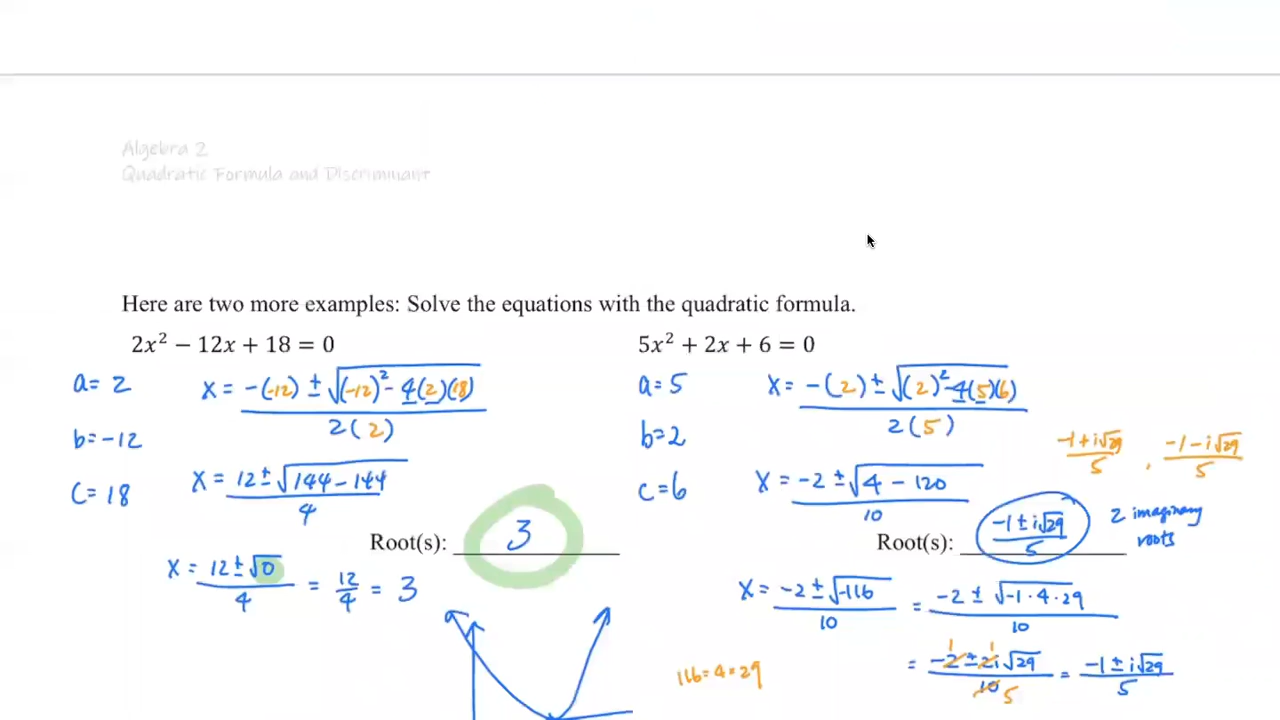 Algebra 2
Quadratic Formula and Discriminant
Here are two more examples: Solve the equations with the quadratic formula.
2x² − 12x + 18 = 0
a = 2
b = -12
c = 18
x = -(-12) ± √(-12)² - 4(2)(18) / 2(2)
x = 12 ± √144 - 144 / 4
Root(s): 3
x = 12 ± √0 / 4 = 12/4 = 3
5x² + 2x + 6 = 0
a = 5
b = 2
c = 6
x = -(2) ± √(2)² - 4(5)(6) / 2(5)
x = -2 ± √4 - 120 / 10
-1 + i√29 / 5 , -1 - i√29 / 5
Root(s): -1 ± i√29 / 5
2 imaginary
roots
x = -2 ± √-116 / 10 = -2 ± √-1 · 4 · 29 / 10
116 = 4 · 29
= -2 ± 2i√29 / 10 = -1 ± i√29 / 5
1 1
5